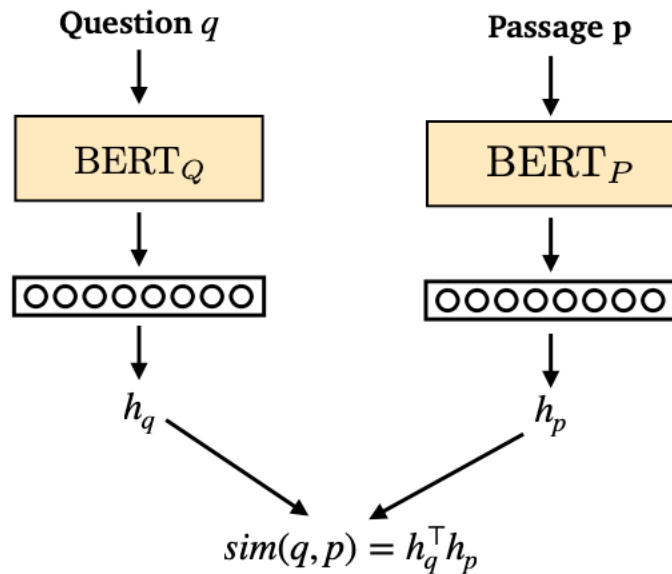 Question q
Passage p
BERT_Q
BERT_P
h_q
h_p
sim(q, p) = h_q^⊤ h_p